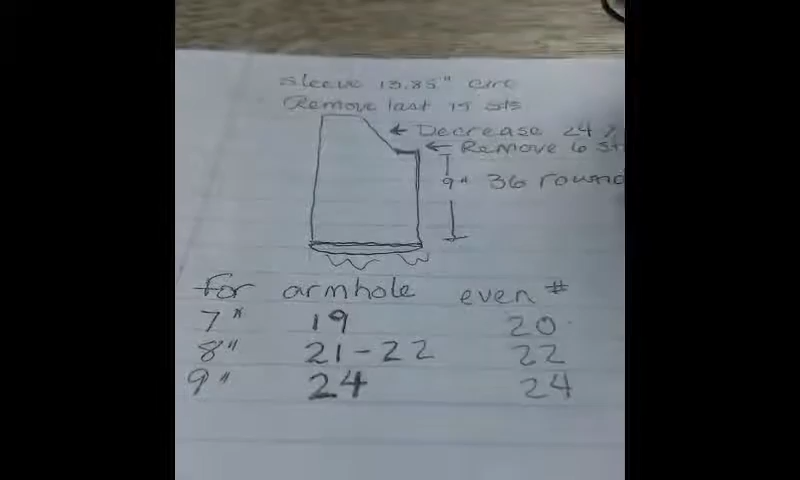 Sleeve 13.85" circ
Remove last 15 sts
← Decrease 24
← Remove 6 st
9" 36 round
for armhole even #
7" 19 20
8" 21-22 22
9" 24 24